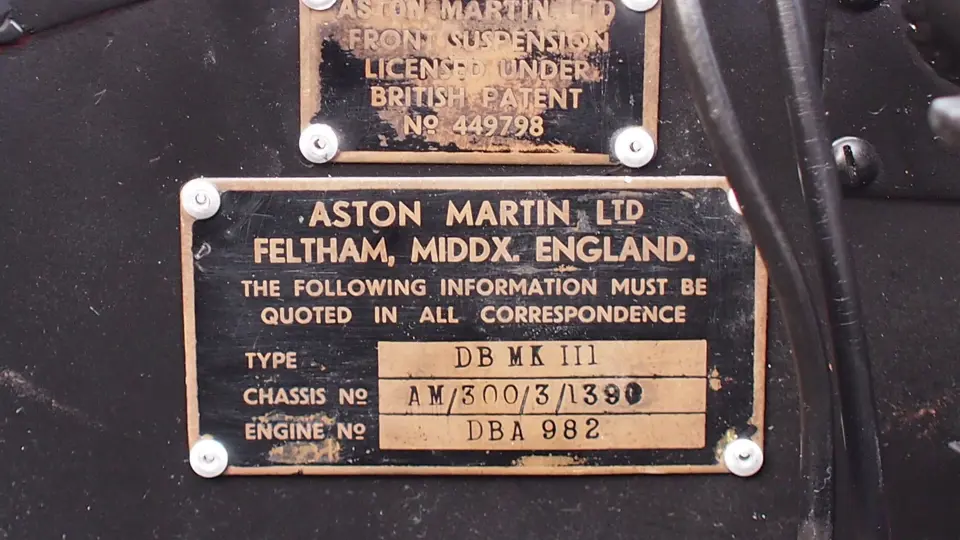 ASTON MARTIN LTD
FRONT SUSPENSION
LICENSED UNDER
BRITISH PATENT
Nº 449798
ASTON MARTIN LTD
FELTHAM, MIDDX. ENGLAND.
THE FOLLOWING INFORMATION MUST BE
QUOTED IN ALL CORRESPONDENCE
TYPE DB MK III
CHASSIS Nº AM/300/3/1390
ENGINE Nº DBA 982